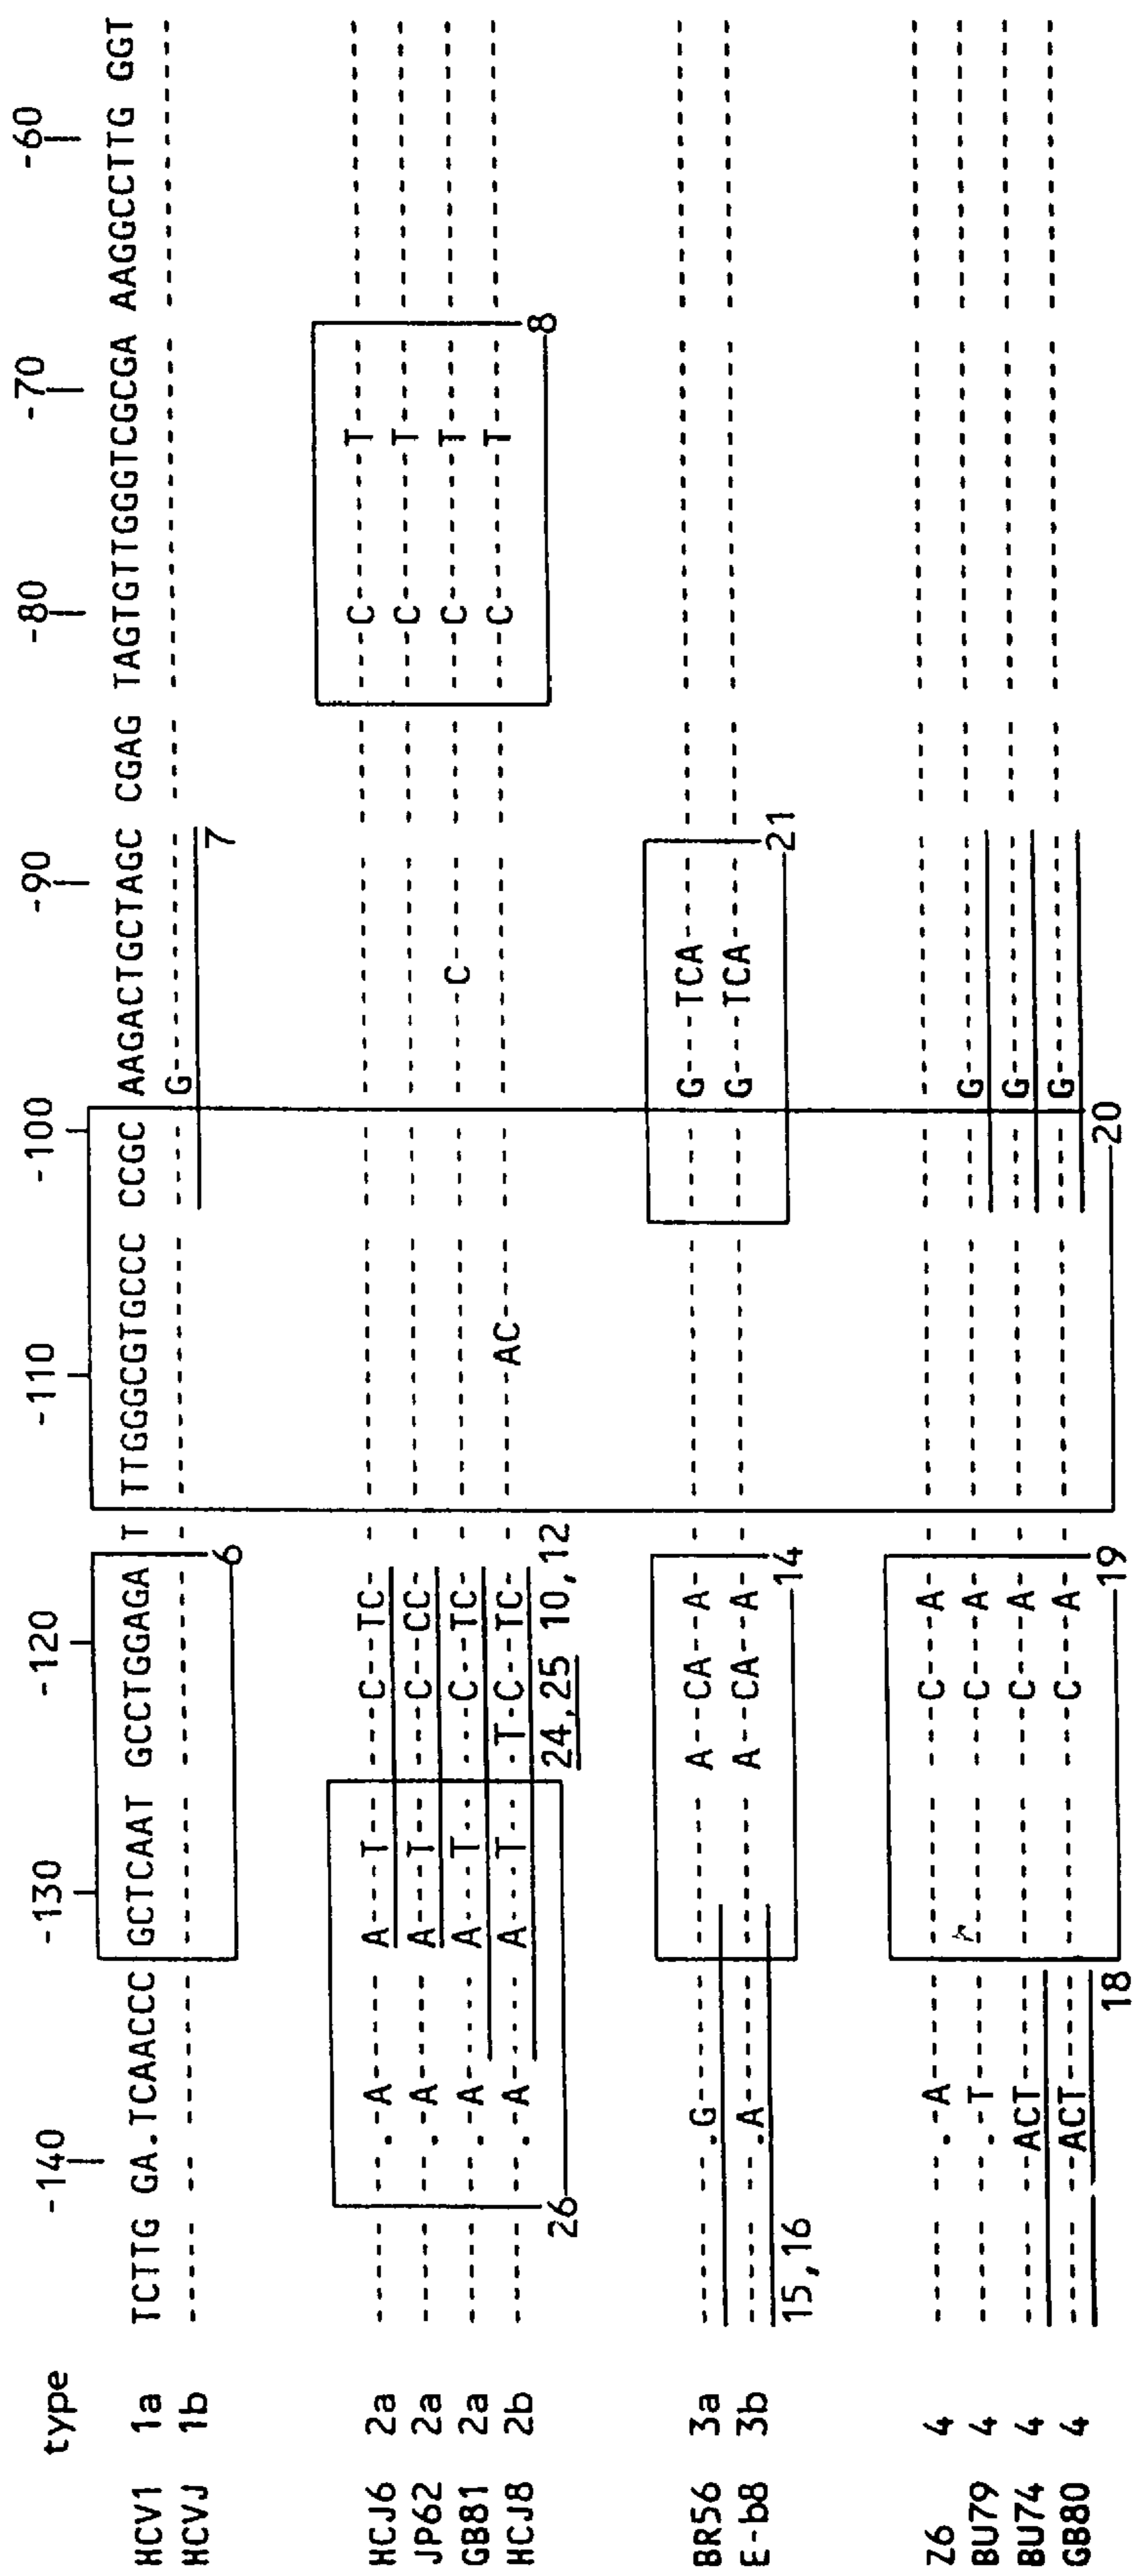 type -140 -130 -120 -110 -100 -90 -80 -70 -60
HCV1 1a TCTTG GA.TCAACCC GCTCAAT GCCTGGAGA T TTGGGCGTGCCC CCGC AAGACTGCTAGC CGAG TAGTGTTGGGTCGCGA AAGGCCTTG GGT
HCVJ 1b ----- ---------- ------- --------- - ------------ ---- G----------- ---- ---------------- --------- ---
6 7
HCJ6 2a ----- --.-A----- A---T-- ---C--TC- - ------------ ---- ------------ ---- ---C-------T---- --------- ---
JP62 2a ----- --.-A----- A---T-- ---C--CC- - ------------ ---- ------------ ---- ---C-------T---- --------- ---
GB81 2a ----- --.-A----- A---T-- ---C--TC- - ------------ ---- -----C------ ---- ---C-------T---- --------- ---
HCJ8 2b ----- --.-A----- A---T-- -T-C--TC- - ------AC---- ---- ------------ ---- ---C-------T---- --------- ---
26 24,25 10,12 8
BR56 3a ----- --.G------ ------- A--CA--A- - ------------ ---- G---TCA----- ---- ---------------- --------- ---
E-b8 3b ----- --.A------ ------- A--CA--A- - ------------ ---- G---TCA----- ---- ---------------- --------- ---
15,16 14 21
Z6 4 ----- --.-A----- ------- ---C---A- - ------------ ---- ------------ ---- ---------------- --------- ---
BU79 4 ----- --.-T----- ------- ---C---A- - ------------ ---- G----------- ---- ---------------- --------- ---
BU74 4 ----- --ACT----- ------- ---C---A- - ------------ ---- G----------- ---- ---------------- --------- ---
GB80 4 ----- --ACT----- ------- ---C---A- - ------------ ---- G----------- ---- ---------------- --------- ---
18 19 20